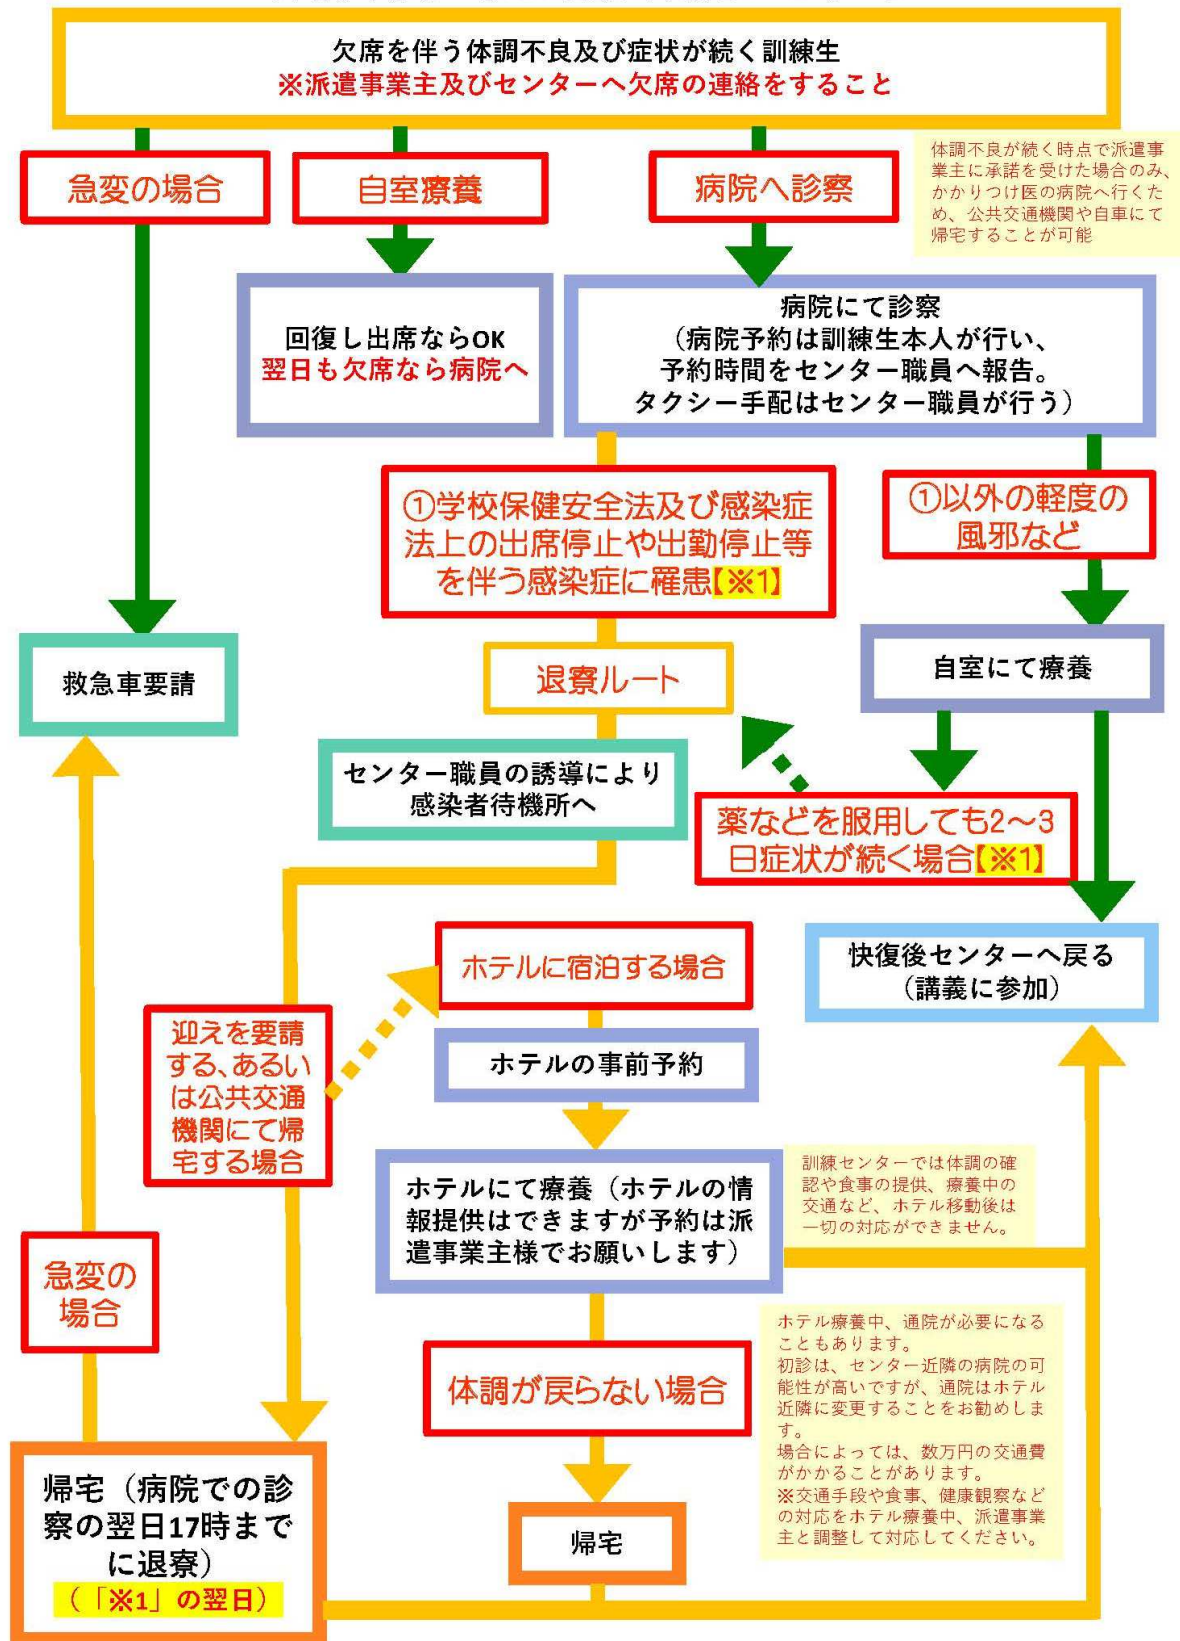 欠席を伴う体調不良及び症状が続く訓練生
※派遣事業主及びセンターへ欠席の連絡をすること
急変の場合
自室療養
病院へ診察
体調不良が続く時点で派遣事
業主に承諾を受けた場合のみ、
かかりつけ医の病院へ行くた
め、公共交通機関や自車にて
帰宅することが可能
回復し出席ならOK
翌日も欠席なら病院へ
病院にて診察
（病院予約は訓練生本人が行い、
予約時間をセンター職員へ報告。
タクシー手配はセンター職員が行う）
①学校保健安全法及び感染症
法上の出席停止や出勤停止等
を伴う感染症に罹患【※1】
①以外の軽度の
風邪など
救急車要請
退寮ルート
自室にて療養
センター職員の誘導により
感染者待機所へ
薬などを服用しても2～3
日症状が続く場合【※1】
ホテルに宿泊する場合
快復後センターへ戻る
（講義に参加）
迎えを要請
する、あるい
は公共交通
機関にて帰
宅する場合
ホテルの事前予約
ホテルにて療養（ホテルの情
報提供はできますが予約は派
遣事業主様でお願いします）
訓練センターでは体調の確
認や食事の提供、療養中の
交通など、ホテル移動後は
一切の対応ができません。
急変の
場合
体調が戻らない場合
ホテル療養中、通院が必要になる
こともあります。
初診は、センター近隣の病院の可
能性が高いですが、通院はホテル
近隣に変更することをお勧めしま
す。
場合によっては、数万円の交通費
がかかることがあります。
※交通手段や食事、健康観察など
の対応をホテル療養中、派遣事業
主と調整して対応してください。
帰宅（病院での診
察の翌日17時まで
に退寮）
（「※1」の翌日）
帰宅